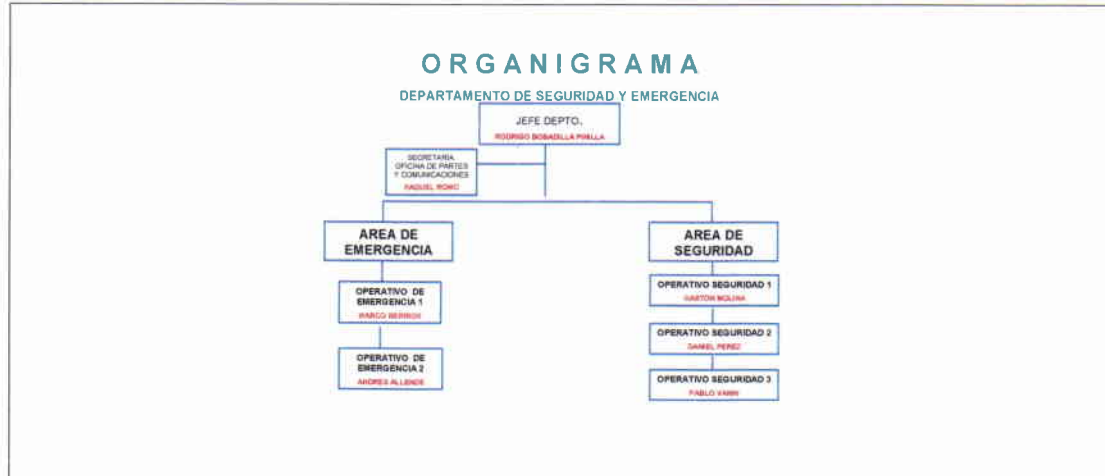 ORGANIGRAMA
DEPARTAMENTO DE SEGURIDAD Y EMERGENCIA
JEFE DEPTO.
RODRIGO BOBADILLA PINILLA
SECRETARIA
OFICINA DE PARTES
Y COMUNICACIONES
RAQUEL ROMO
AREA DE
EMERGENCIA
AREA DE
SEGURIDAD
OPERATIVO DE
EMERGENCIA 1
MARCO
OPERATIVO SEGURIDAD 1
GASTON MOLINA
OPERATIVO SEGURIDAD 2
DANIEL PEREZ
OPERATIVO DE
EMERGENCIA 2
ANDRES ALLENDE
OPERATIVO SEGURIDAD 3
PABLO